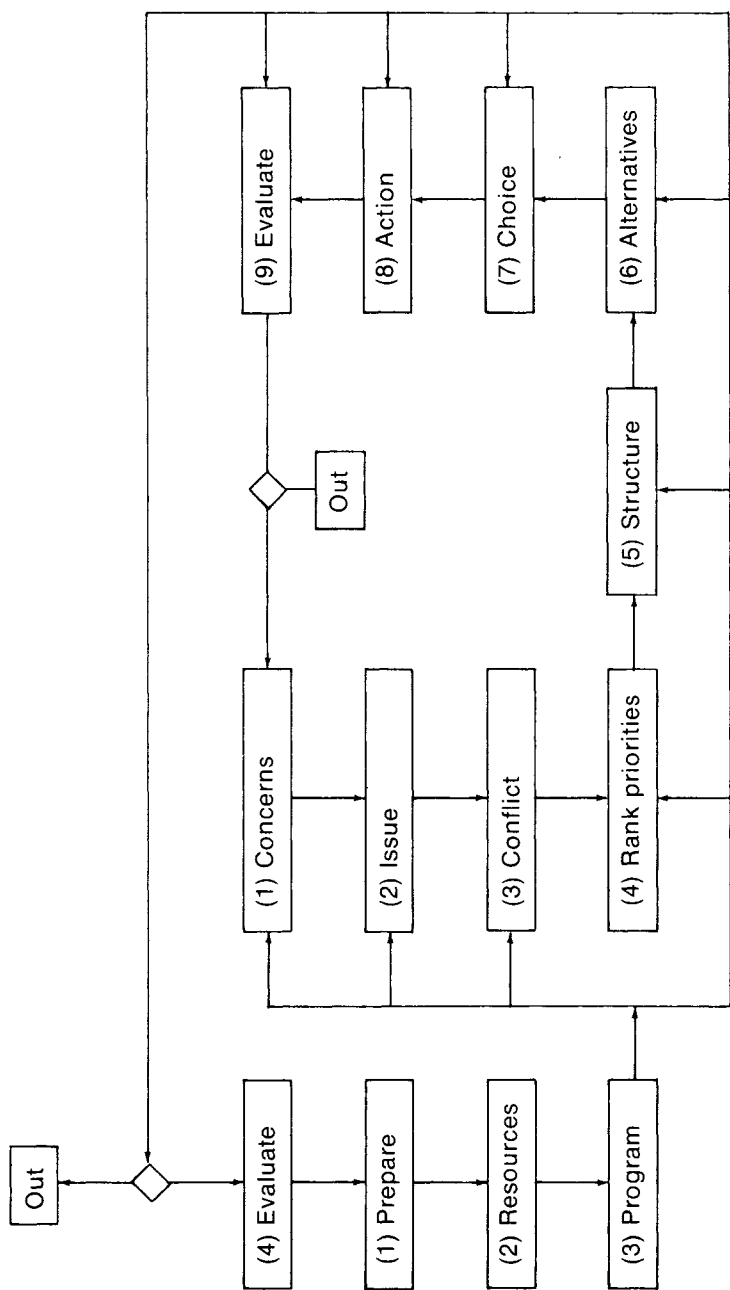 Out
(4) Evaluate
(1) Prepare
(2) Resources
(3) Program
(1) Concerns
(2) Issue
(3) Conflict
(4) Rank priorities
Out
(5) Structure
(9) Evaluate
(8) Action
(7) Choice
(6) Alternatives